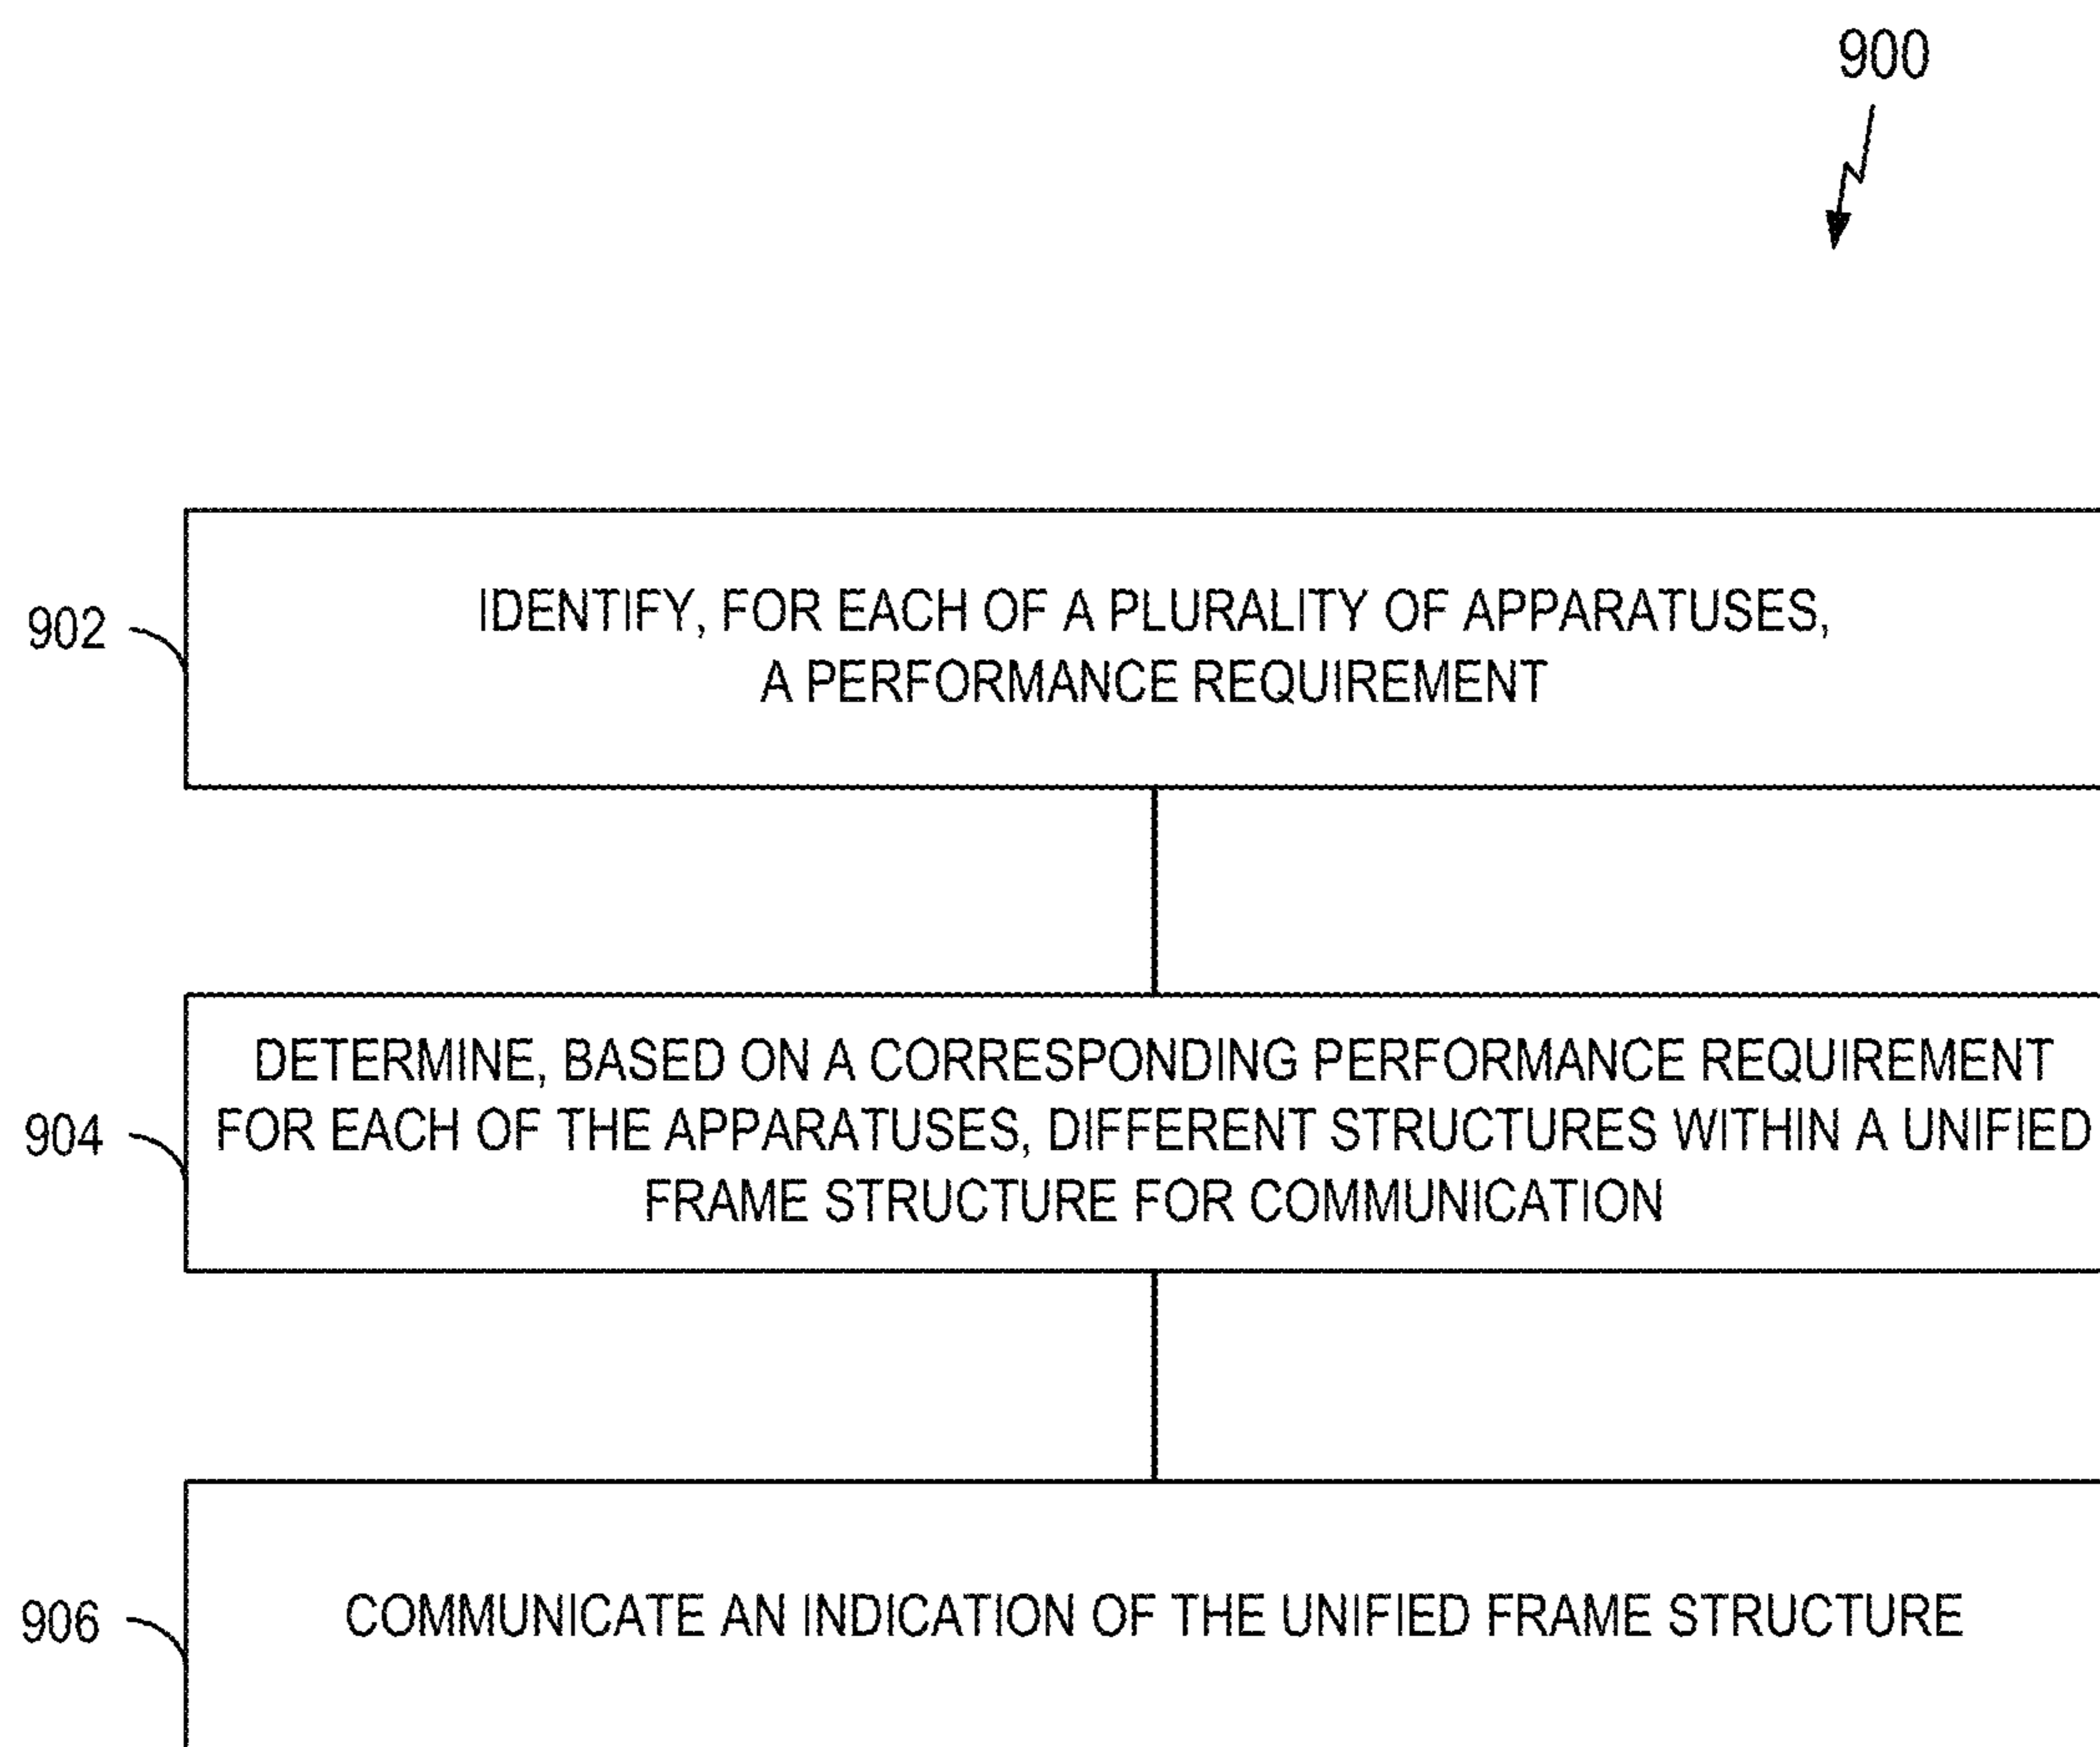 900
902
IDENTIFY, FOR EACH OF A PLURALITY OF APPARATUSES,
A PERFORMANCE REQUIREMENT
904
DETERMINE, BASED ON A CORRESPONDING PERFORMANCE REQUIREMENT
FOR EACH OF THE APPARATUSES, DIFFERENT STRUCTURES WITHIN A UNIFIED
FRAME STRUCTURE FOR COMMUNICATION
906
COMMUNICATE AN INDICATION OF THE UNIFIED FRAME STRUCTURE